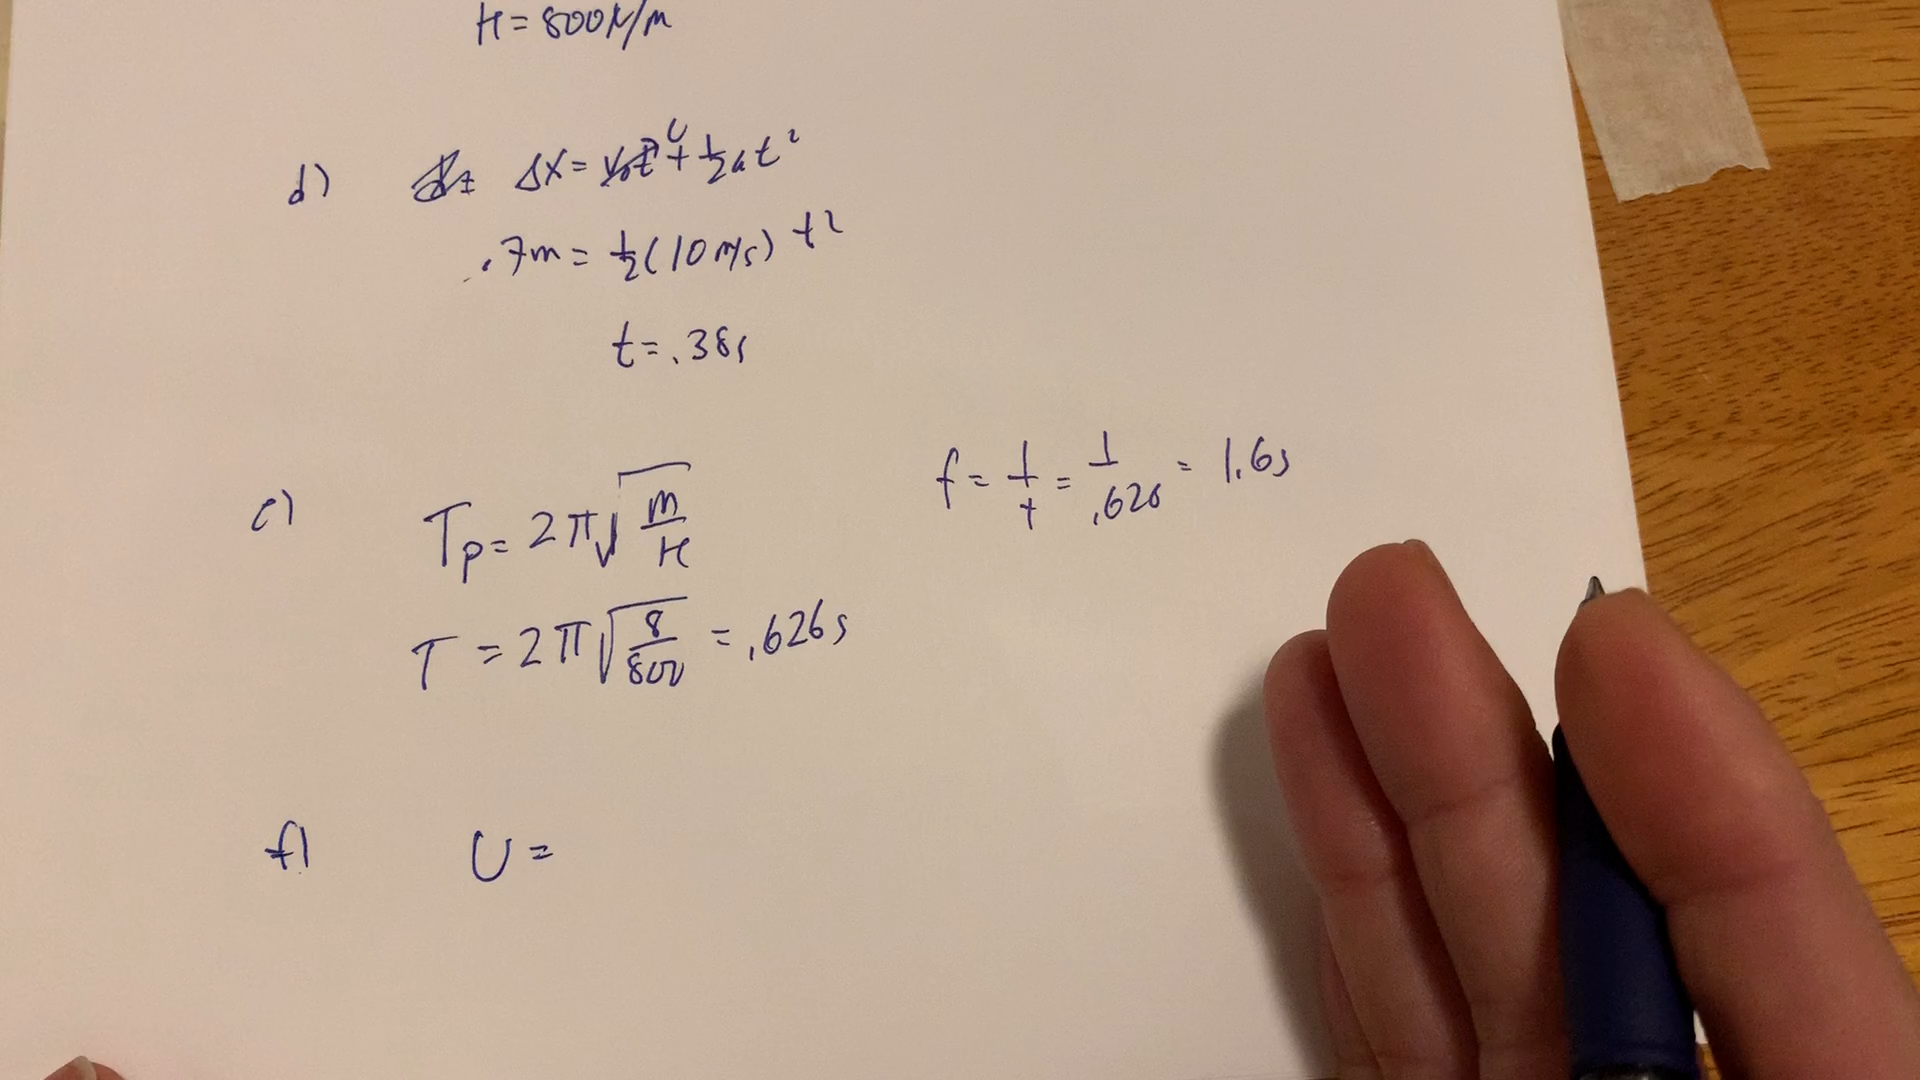 K = 800N/m
d) Δx = v₀t + ½at²
.7m = ½(10 m/s) t²
t = .38s
e) Tp = 2π√(m/K)
f = 1/t = 1/.626 = 1.6s
T = 2π√(8/800) = .626s
f) U =